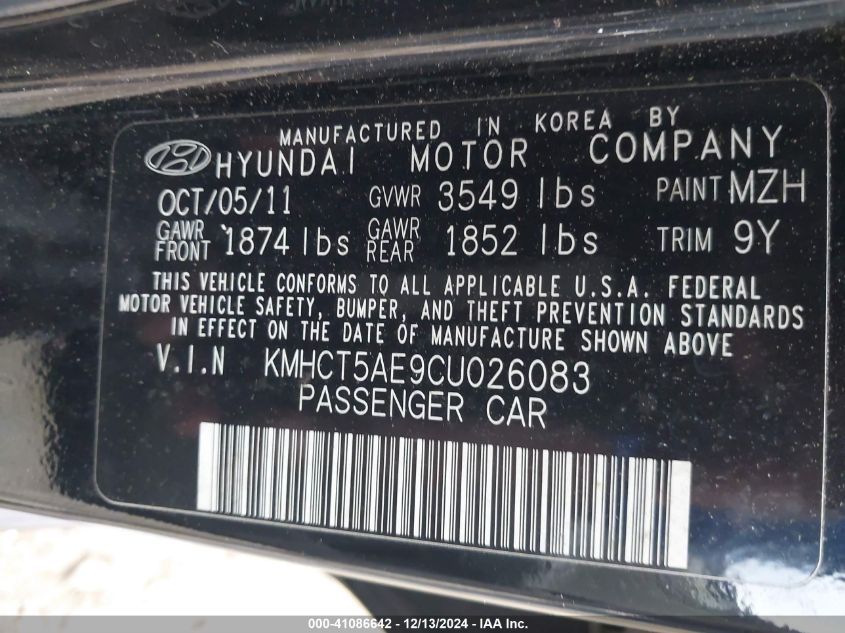 MANUFACTURED IN KOREA BY
HYUNDAI MOTOR COMPANY
OCT/05/11 GVWR 3549 lbs PAINT MZH
GAWR FRONT 1874 lbs GAWR REAR 1852 lbs TRIM 9Y
THIS VEHICLE CONFORMS TO ALL APPLICABLE U.S.A. FEDERAL
MOTOR VEHICLE SAFETY, BUMPER, AND THEFT PREVENTION STANDARDS
IN EFFECT ON THE DATE OF MANUFACTURE SHOWN ABOVE
V.I.N KMHCT5AE9CU026083
PASSENGER CAR
000-41086642 - 12/13/2024 - IAA, Inc.